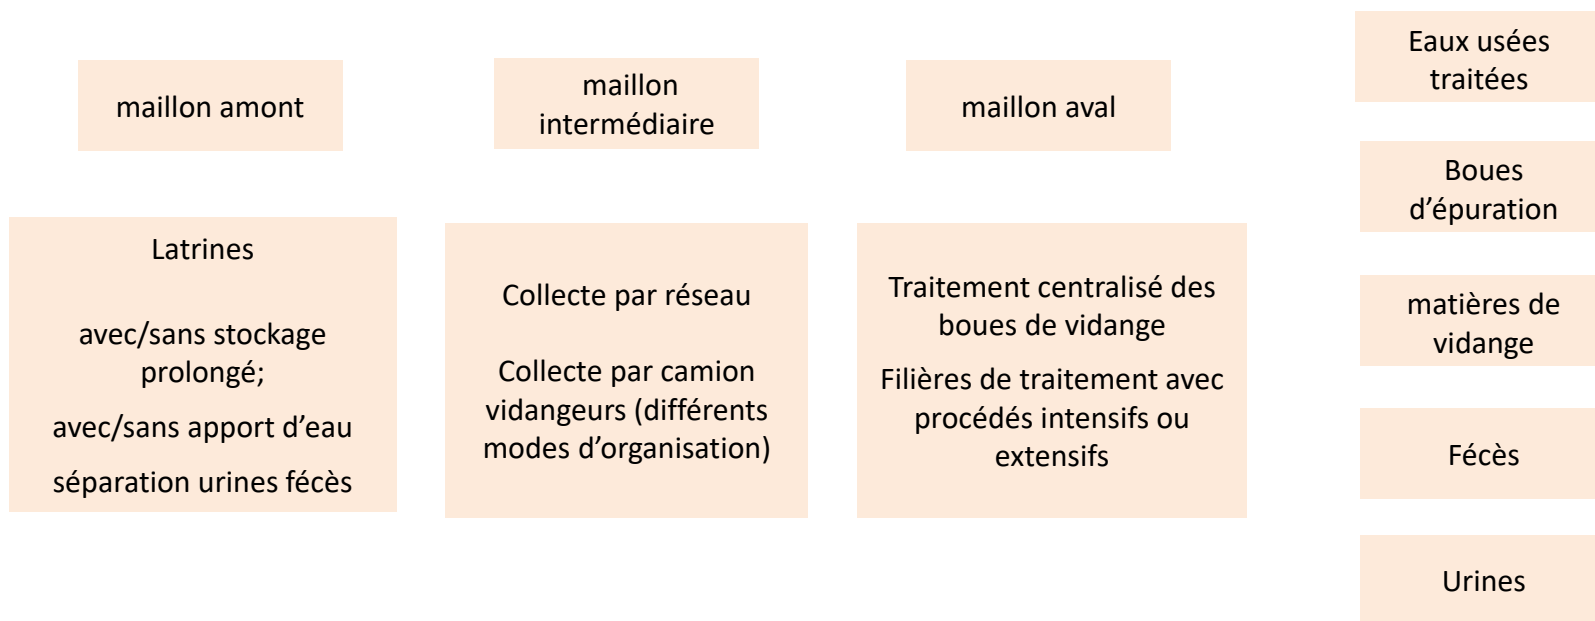 maillon amont
maillon
intermédiaire
maillon aval
Latrines
avec/sans stockage
prolongé;
avec/sans apport d’eau
séparation urines fécès
Collecte par réseau
Collecte par camion
vidangeurs (différents
modes d’organisation)
Traitement centralisé des
boues de vidange
Filières de traitement avec
procédés intensifs ou
extensifs
Eaux usées
traitées
Boues
d’épuration
matières de
vidange
Fécès
Urines